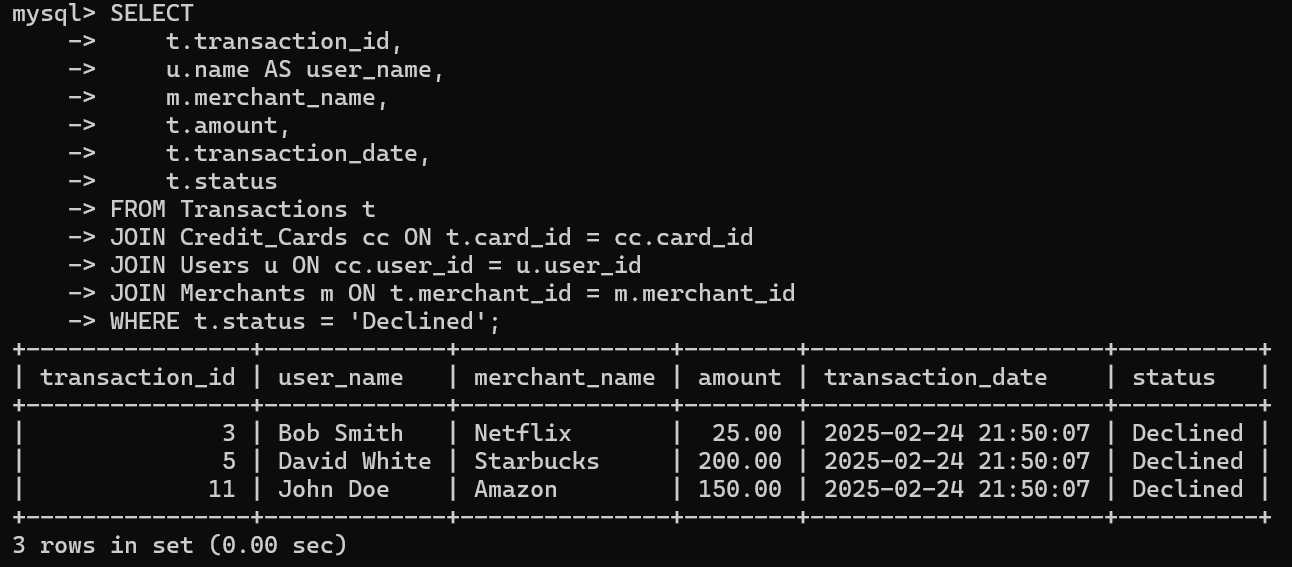 mysql> SELECT
    ->     t.transaction_id,
    ->     u.name AS user_name,
    ->     m.merchant_name,
    ->     t.amount,
    ->     t.transaction_date,
    ->     t.status
    -> FROM Transactions t
    -> JOIN Credit_Cards cc ON t.card_id = cc.card_id
    -> JOIN Users u ON cc.user_id = u.user_id
    -> JOIN Merchants m ON t.merchant_id = m.merchant_id
    -> WHERE t.status = 'Declined';
+----------------+-------------+---------------+--------+---------------------+----------+
| transaction_id | user_name   | merchant_name | amount | transaction_date    | status   |
+----------------+-------------+---------------+--------+---------------------+----------+
|              3 | Bob Smith   | Netflix       |  25.00 | 2025-02-24 21:50:07 | Declined |
|              5 | David White | Starbucks     | 200.00 | 2025-02-24 21:50:07 | Declined |
|             11 | John Doe    | Amazon        | 150.00 | 2025-02-24 21:50:07 | Declined |
+----------------+-------------+---------------+--------+---------------------+----------+
3 rows in set (0.00 sec)